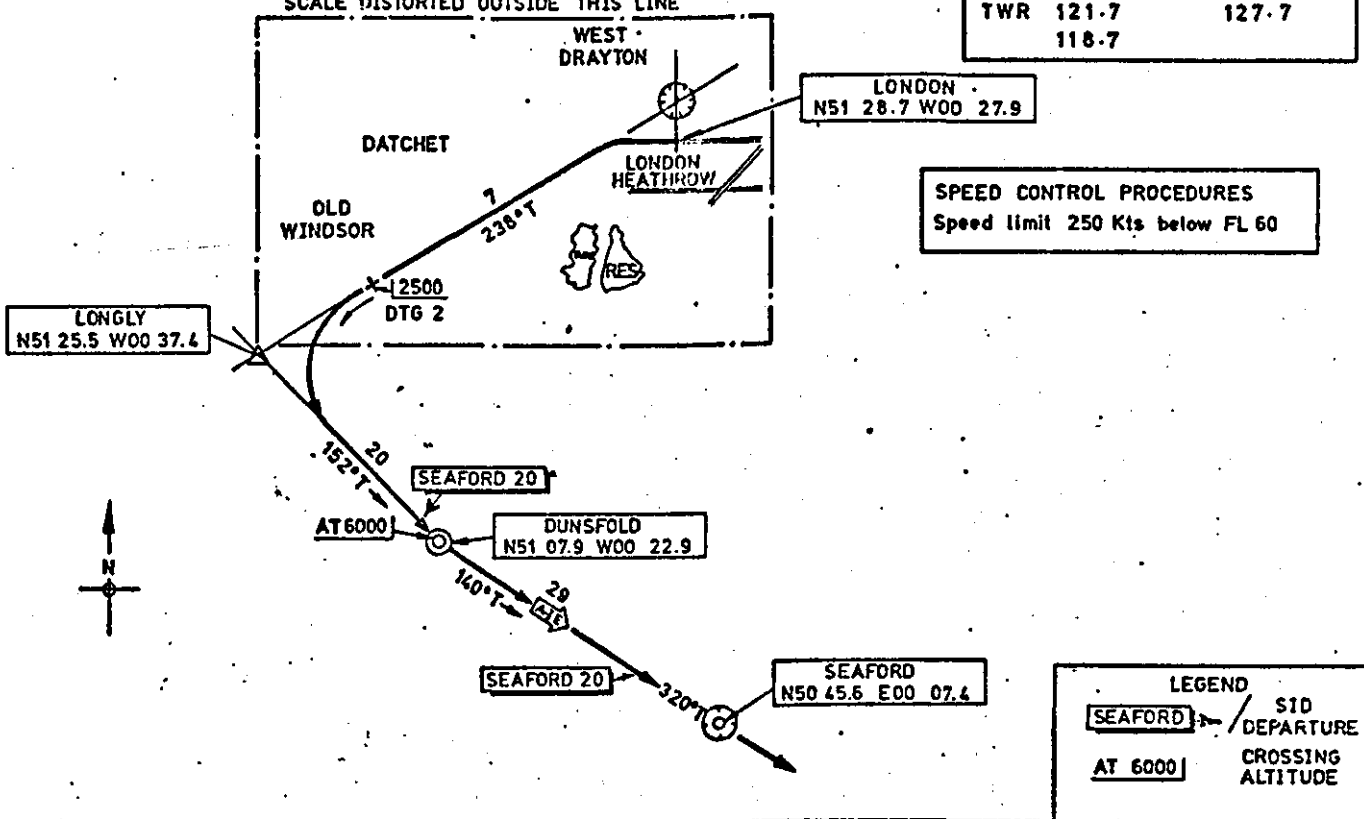 SCALE DISTORTED OUTSIDE THIS LINE
TWR 121.7 127.7
118.7
WEST
DRAYTON
LONDON
N51 28.7 W00 27.9
DATCHET
LONDON
HEATHROW
7
238°T
OLD
WINDSOR
RES
SPEED CONTROL PROCEDURES
Speed limit 250 Kts below FL 60
2500
DTG 2
LONGLY
N51 25.5 W00 37.4
20
152°T
SEAFORD 20
AT 6000
DUNSFOLD
N51 07.9 W00 22.9
N
140°T
29
A1E
SEAFORD 20
320°T
SEAFORD
N50 45.6 E00 07.4
LEGEND
SEAFORD
SID
DEPARTURE
AT 6000
CROSSING
ALTITUDE